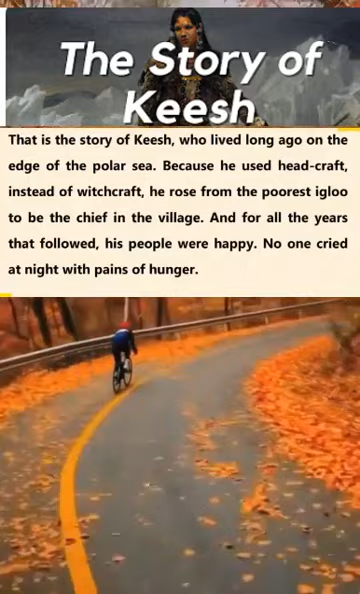 The Story of
Keesh
That is the story of Keesh, who lived long ago on the
edge of the polar sea. Because he used head-craft,
instead of witchcraft, he rose from the poorest igloo
to be the chief in the village. And for all the years
that followed, his people were happy. No one cried
at night with pains of hunger.